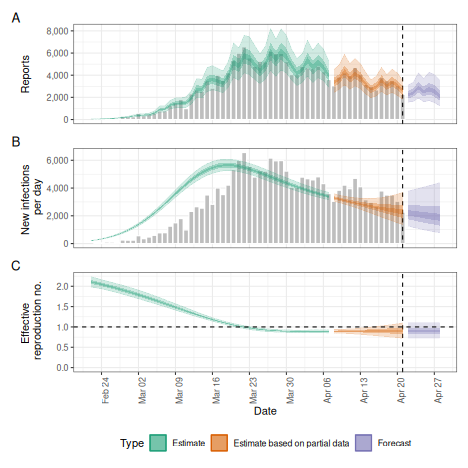 A
Reports
8,000
6,000
4,000
2,000
0
B
New infections
per day
6,000
4,000
2,000
0
C
Effective
reproduction no.
2.0
1.5
1.0
0.5
0.0
Feb 24
Mar 02
Mar 09
Mar 16
Mar 23
Mar 30
Apr 06
Apr 13
Apr 20
Apr 27
Date
Type Estimate Estimate based on partial data Forecast